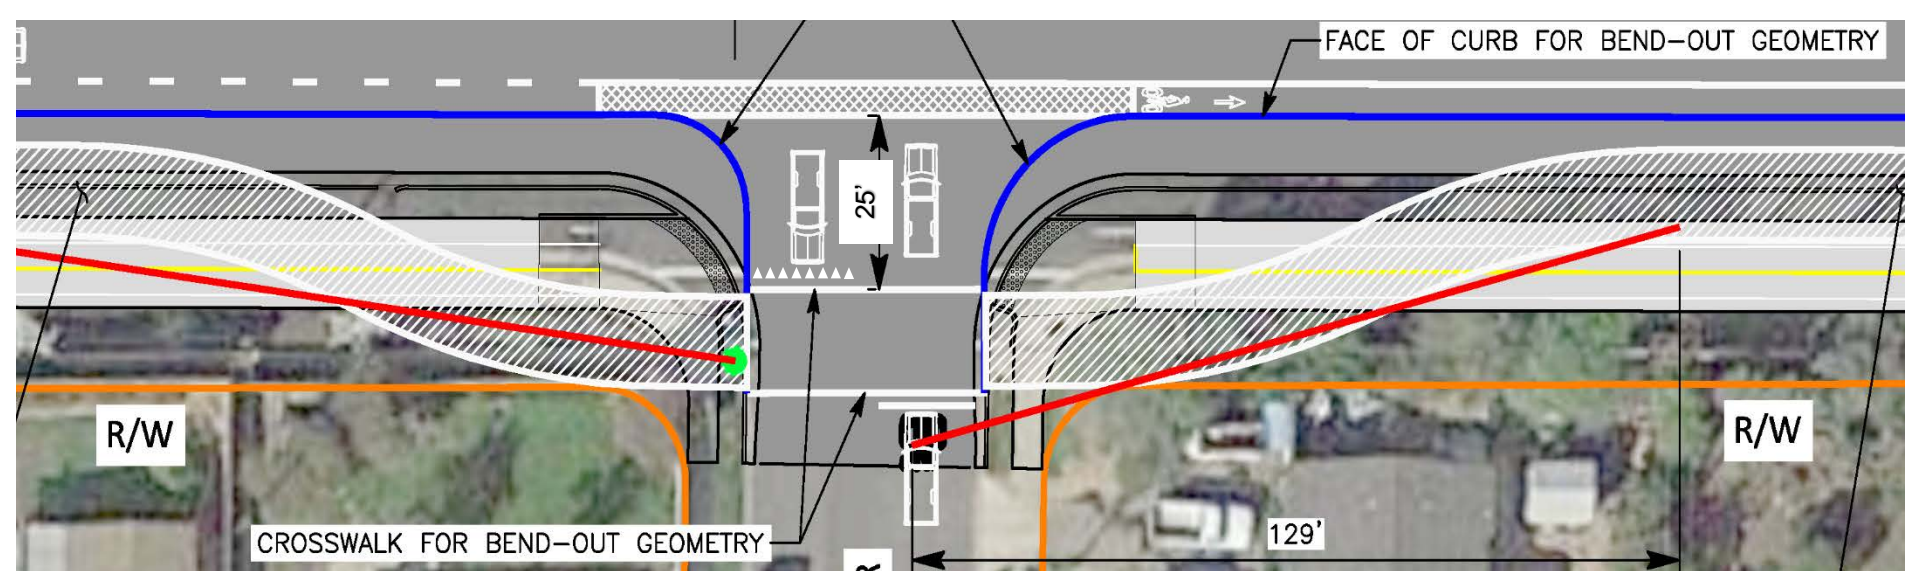 FACE OF CURB FOR BEND-OUT GEOMETRY
25'
R/W
R/W
CROSSWALK FOR BEND-OUT GEOMETRY
129'
R